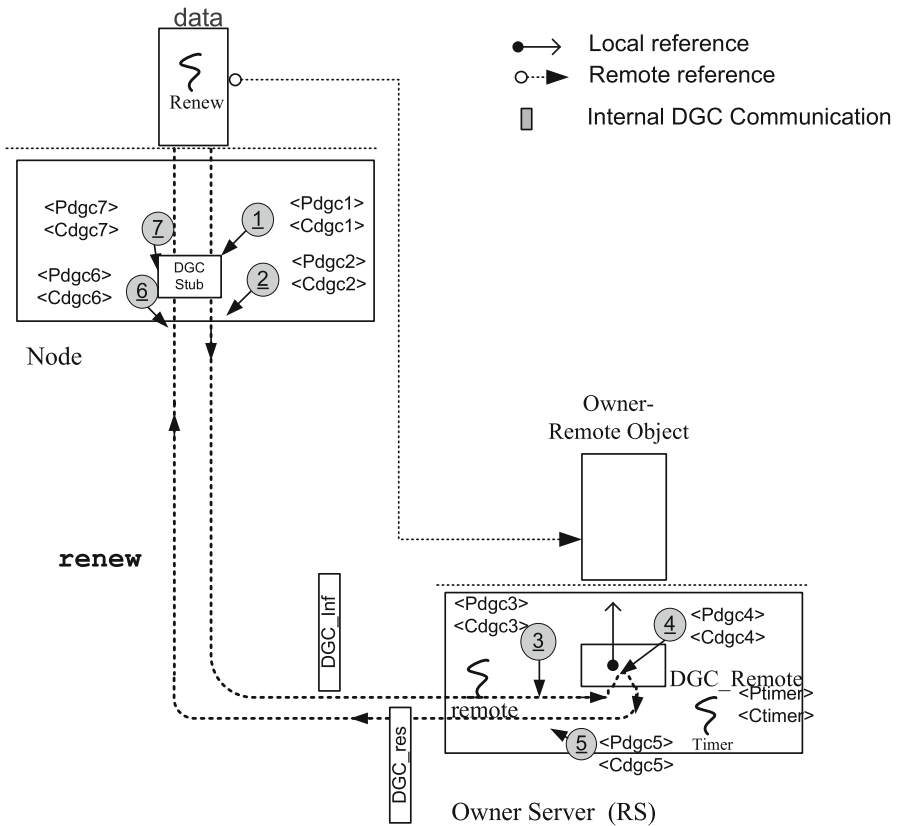 data
Renew
Local reference
Remote reference
Internal DGC Communication
<Pdgc7>
<Cdgc7>
7
1
<Pdgc1>
<Cdgc1>
DGC
Stub
<Pdgc6>
<Cdgc6>
6
2
<Pdgc2>
<Cdgc2>
Node
Owner-
Remote Object
renew
DGC_Inf
<Pdgc3>
<Cdgc3>
3
4
<Pdgc4>
<Cdgc4>
DGC_Remote
remote
<Ptimer>
<Ctimer>
Timer
DGC_res
5
<Pdgc5>
<Cdgc5>
Owner Server (RS)